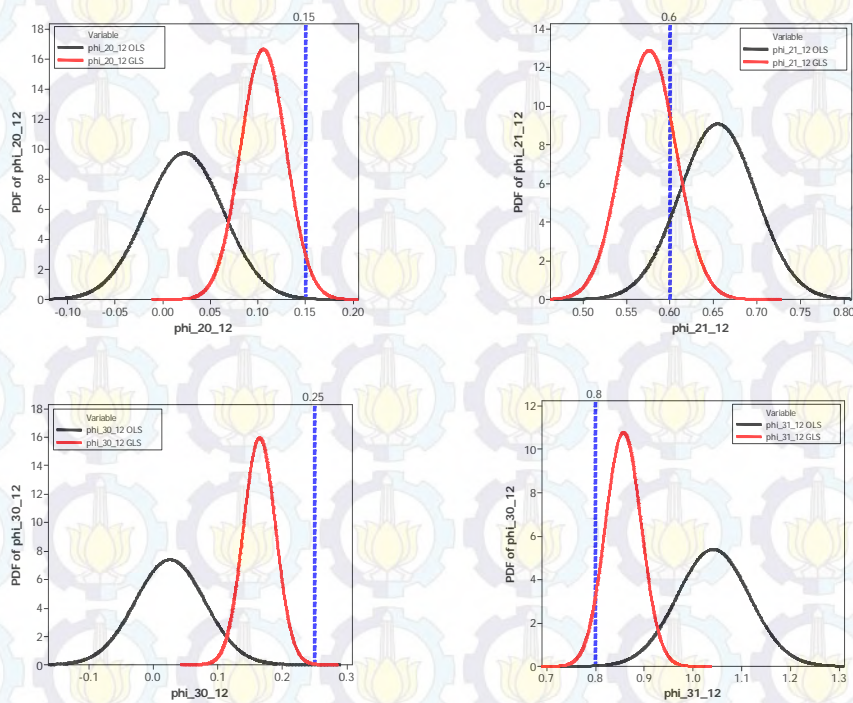 0.15
18
16
14
12
10
8
6
4
2
0
PDF of phi_20_12
Variable
phi_20_12 OLS
phi_20_12 GLS
-0.10 -0.05 0.00 0.05 0.10 0.15 0.20
phi_20_12
0.6
14
12
10
8
6
4
2
0
PDF of phi_21_12
Variable
phi_21_12 OLS
phi_21_12 GLS
0.50 0.55 0.60 0.65 0.70 0.75 0.80
phi_21_12
0.25
18
16
14
12
10
8
6
4
2
0
PDF of phi_30_12
Variable
phi_30_12 OLS
phi_30_12 GLS
-0.1 0.0 0.1 0.2 0.3
phi_30_12
0.8
12
10
8
6
4
2
0
PDF of phi_30_12
Variable
phi_31_12 OLS
phi_31_12 GLS
0.7 0.8 0.9 1.0 1.1 1.2 1.3
phi_31_12